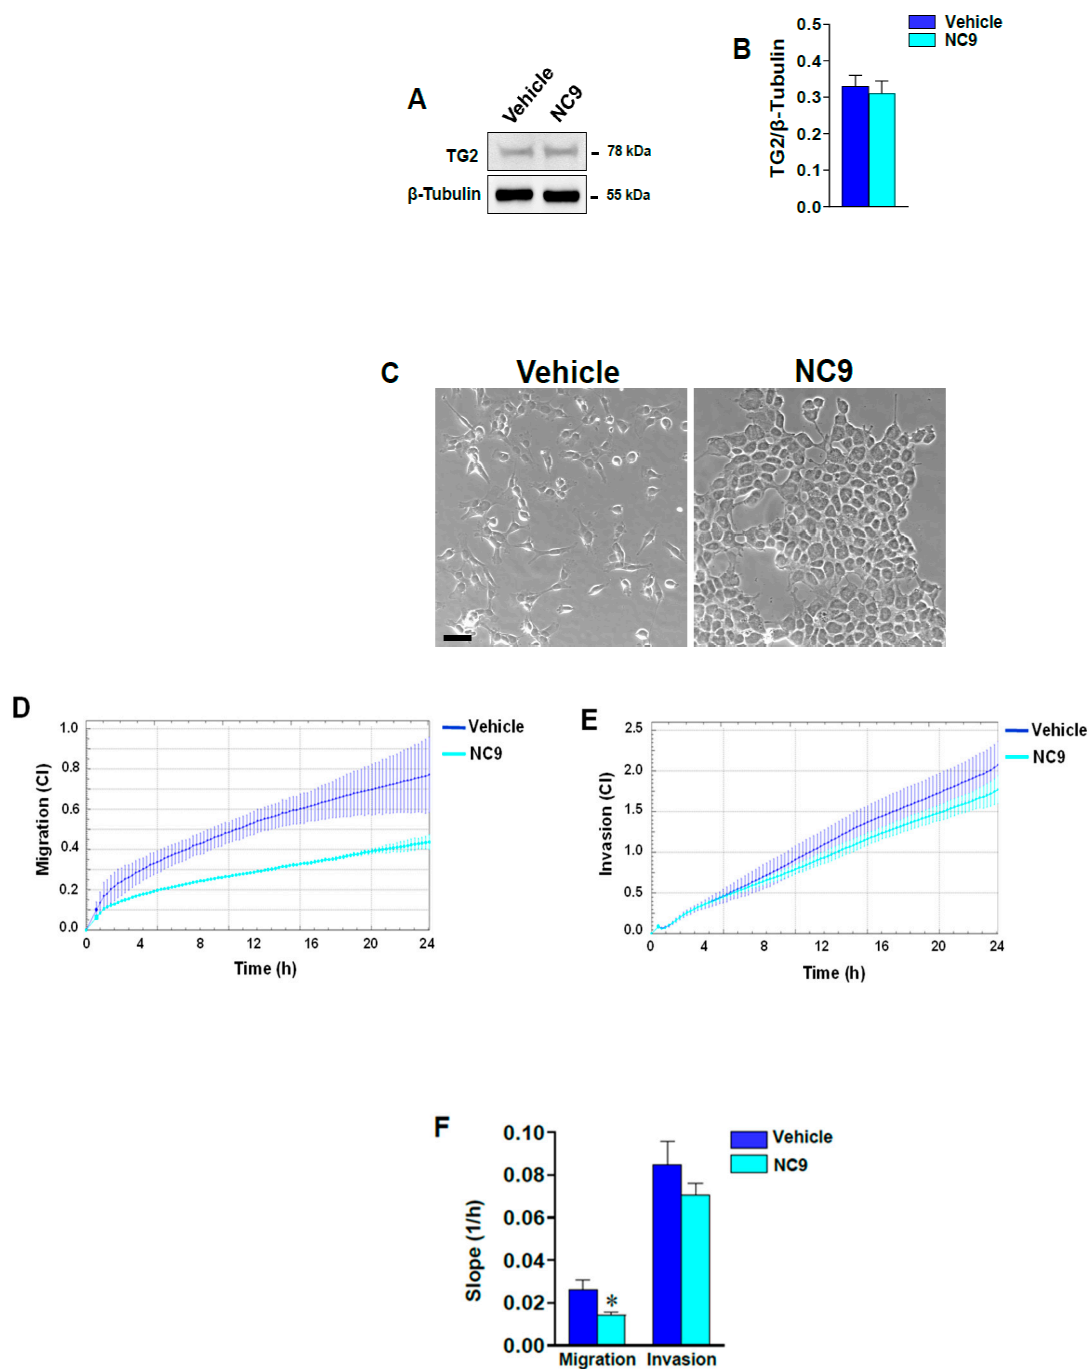 A
Vehicle
NC9
TG2
78 kDa
β-Tubulin
55 kDa
B
Vehicle
NC9
TG2/β-Tubulin
0.5
0.4
0.3
0.2
0.1
0.0
C
Vehicle
NC9
D
Migration (CI)
1.0
0.8
0.6
0.4
0.2
0.0
0 4 8 12 16 20 24
Time (h)
Vehicle
NC9
E
Invasion (CI)
2.5
2.0
1.5
1.0
0.5
0.0
0 4 8 12 16 20 24
Time (h)
Vehicle
NC9
F
Slope (1/h)
0.10
0.08
0.06
0.04
0.02
0.00
*
Migration Invasion
Vehicle
NC9